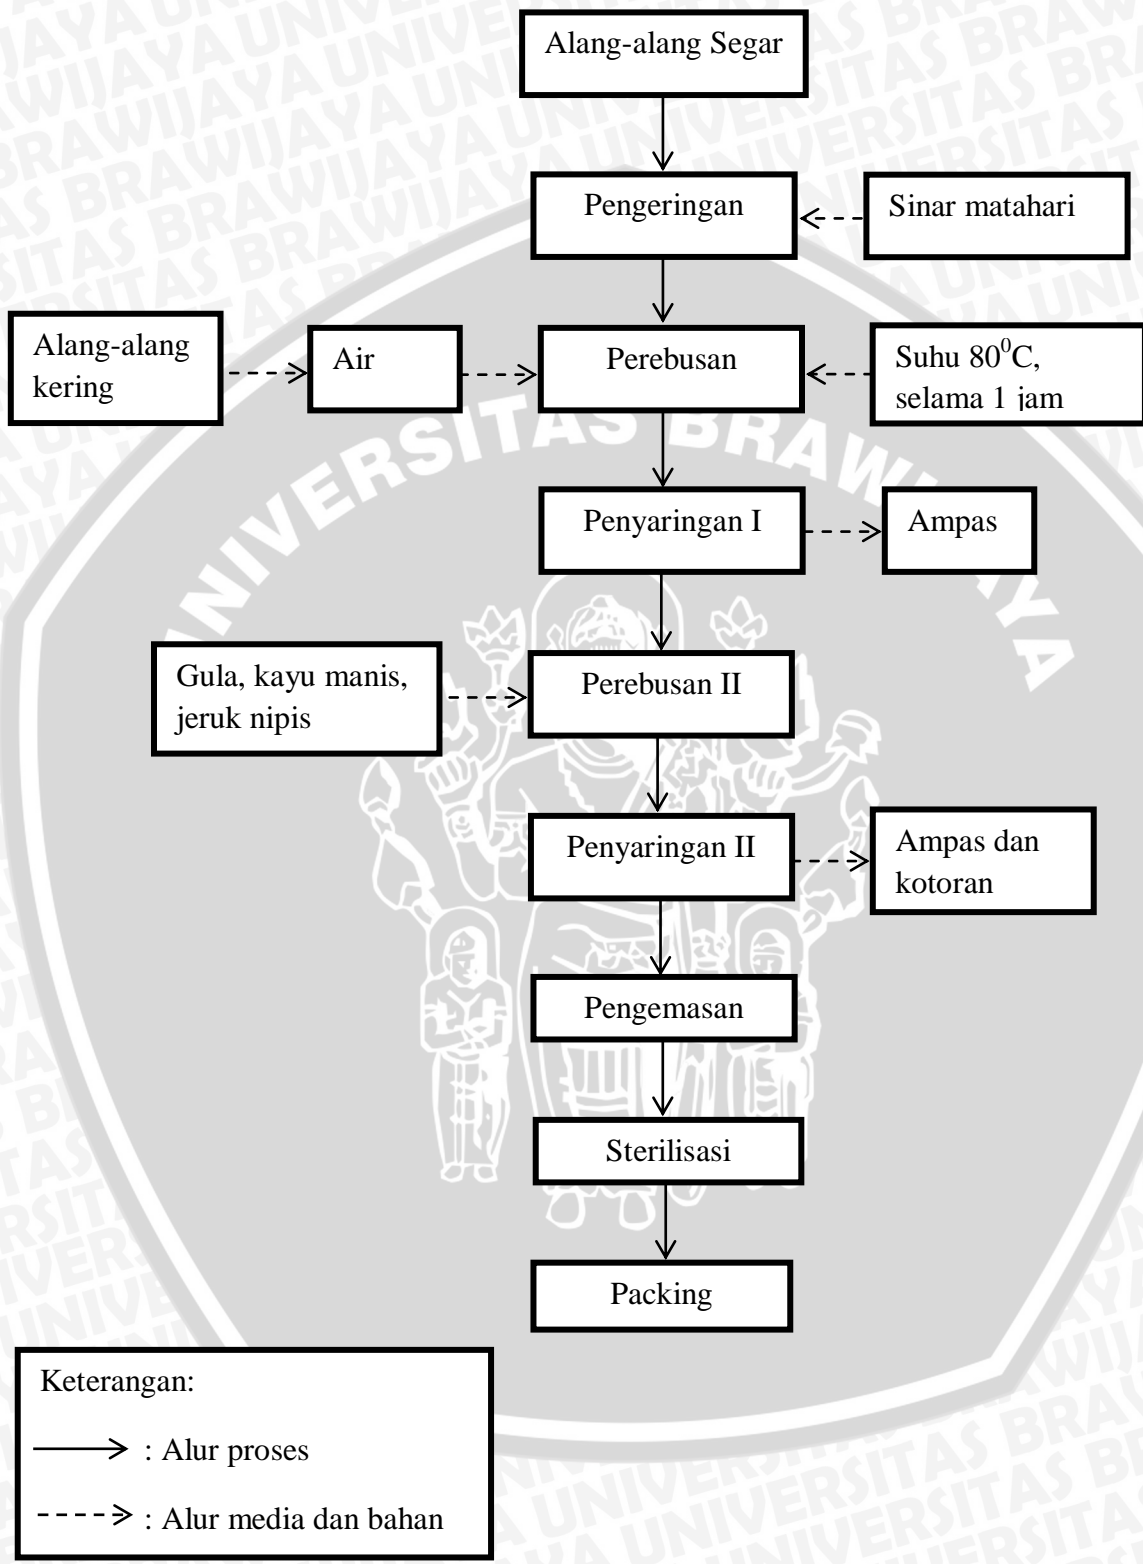 Alang-alang Segar
Pengeringan
Sinar matahari
Alang-alang
kering
Air
Perebusan
Suhu 80⁰C,
selama 1 jam
Penyaringan I
Ampas
Gula, kayu manis,
jeruk nipis
Perebusan II
Penyaringan II
Ampas dan
kotoran
Pengemasan
Sterilisasi
Packing
Keterangan:
: Alur proses
: Alur media dan bahan
UNIVERSITAS BRAWIJAYA